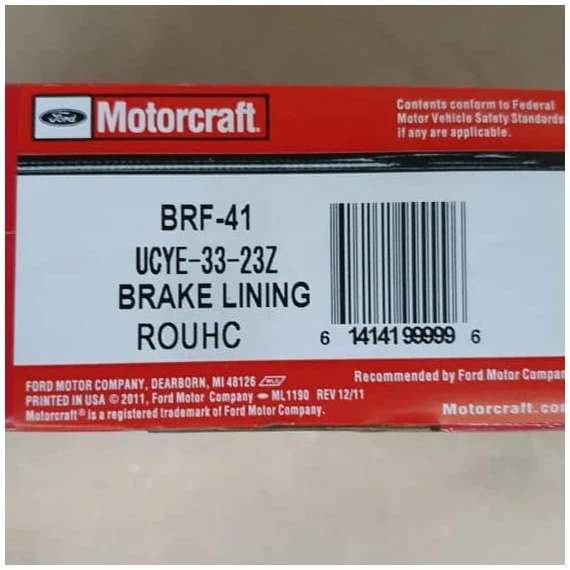 Ford Motorcraft.
Contents conform to Federal
Motor Vehicle Safety Standards
if any are applicable.
BRF-41
UCYE-33-23Z
BRAKE LINING
ROUHC
6 14141 99999 6
FORD MOTOR COMPANY, DEARBORN, MI 48126
PRINTED IN USA © 2011, Ford Motor Company ML1190 REV 12/11
Motorcraft® is a registered trademark of Ford Motor Company.
Recommended by Ford Motor Compan
Motorcraft.co